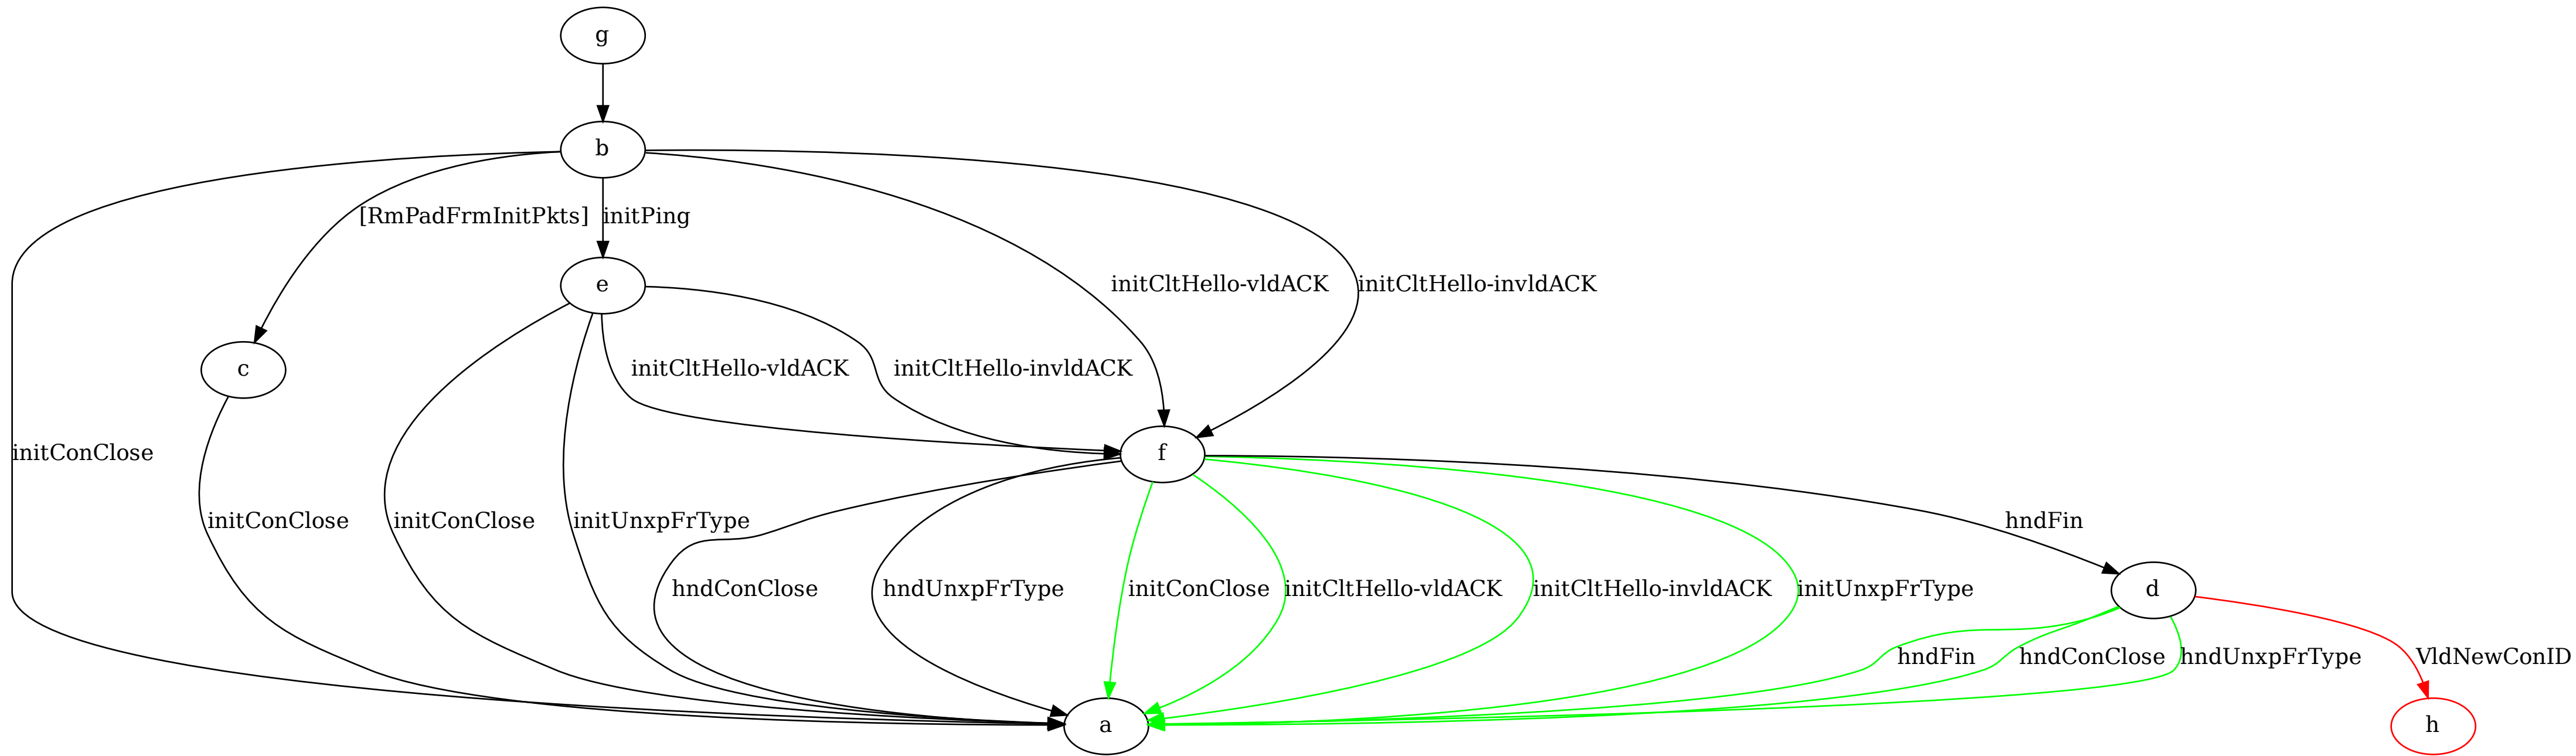 g
b
[RmPadFrmInitPkts]
initPing
e
initCltHello-vldACK
initCltHello-invldACK
c
initCltHello-vldACK
initCltHello-invldACK
initConClose
f
initConClose
initConClose
initUnxpFrType
hndFin
hndConClose
hndUnxpFrType
initConClose
initCltHello-vldACK
initCltHello-invldACK
initUnxpFrType
d
hndFin
hndConClose
hndUnxpFrType
VldNewConID
a
h